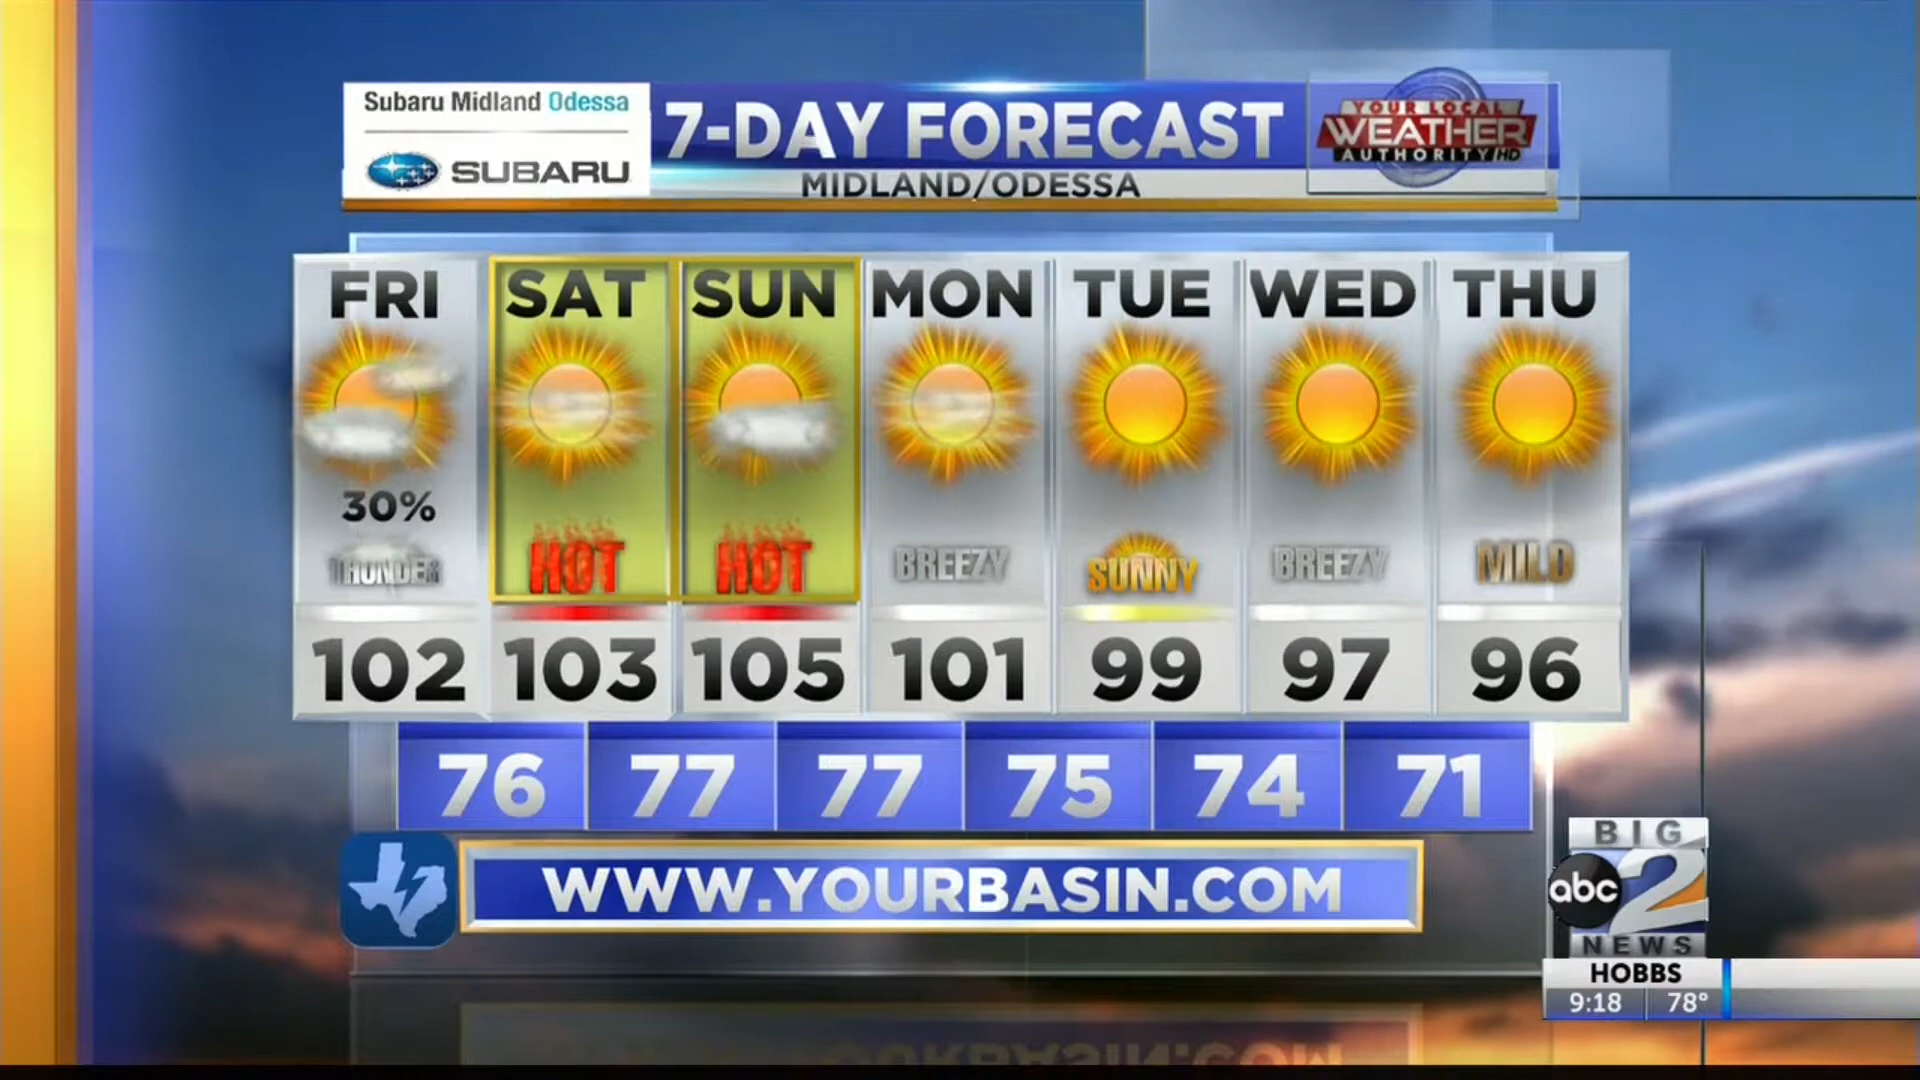 Subaru Midland Odessa
SUBARU
7-DAY FORECAST
MIDLAND/ODESSA
YOUR LOCAL
WEATHER
AUTHORITY HD
FRI SAT SUN MON TUE WED THU
30%
THUNDER HOT HOT BREEZY SUNNY BREEZY MILD
102 103 105 101 99 97 96
76 77 77 75 74 71
WWW.YOURBASIN.COM
BIG
abc 2
NEWS
HOBBS
9:18 78°